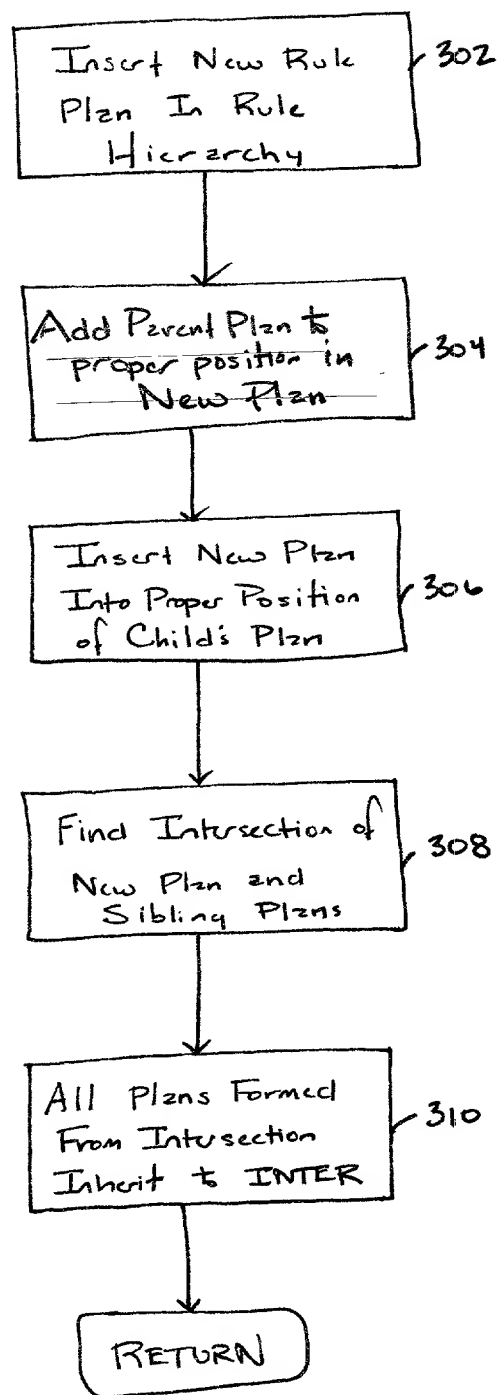 Insert New Rule
Plan In Rule
Hierarchy
302
Add Parent Plan to
proper position in
New Plan
304
Insert New Plan
Into Proper Position
of Child's Plan
306
Find Intersection of
New Plan and
Sibling Plans
308
All Plans Formed
From Intersection
Inherit to INTER
310
RETURN